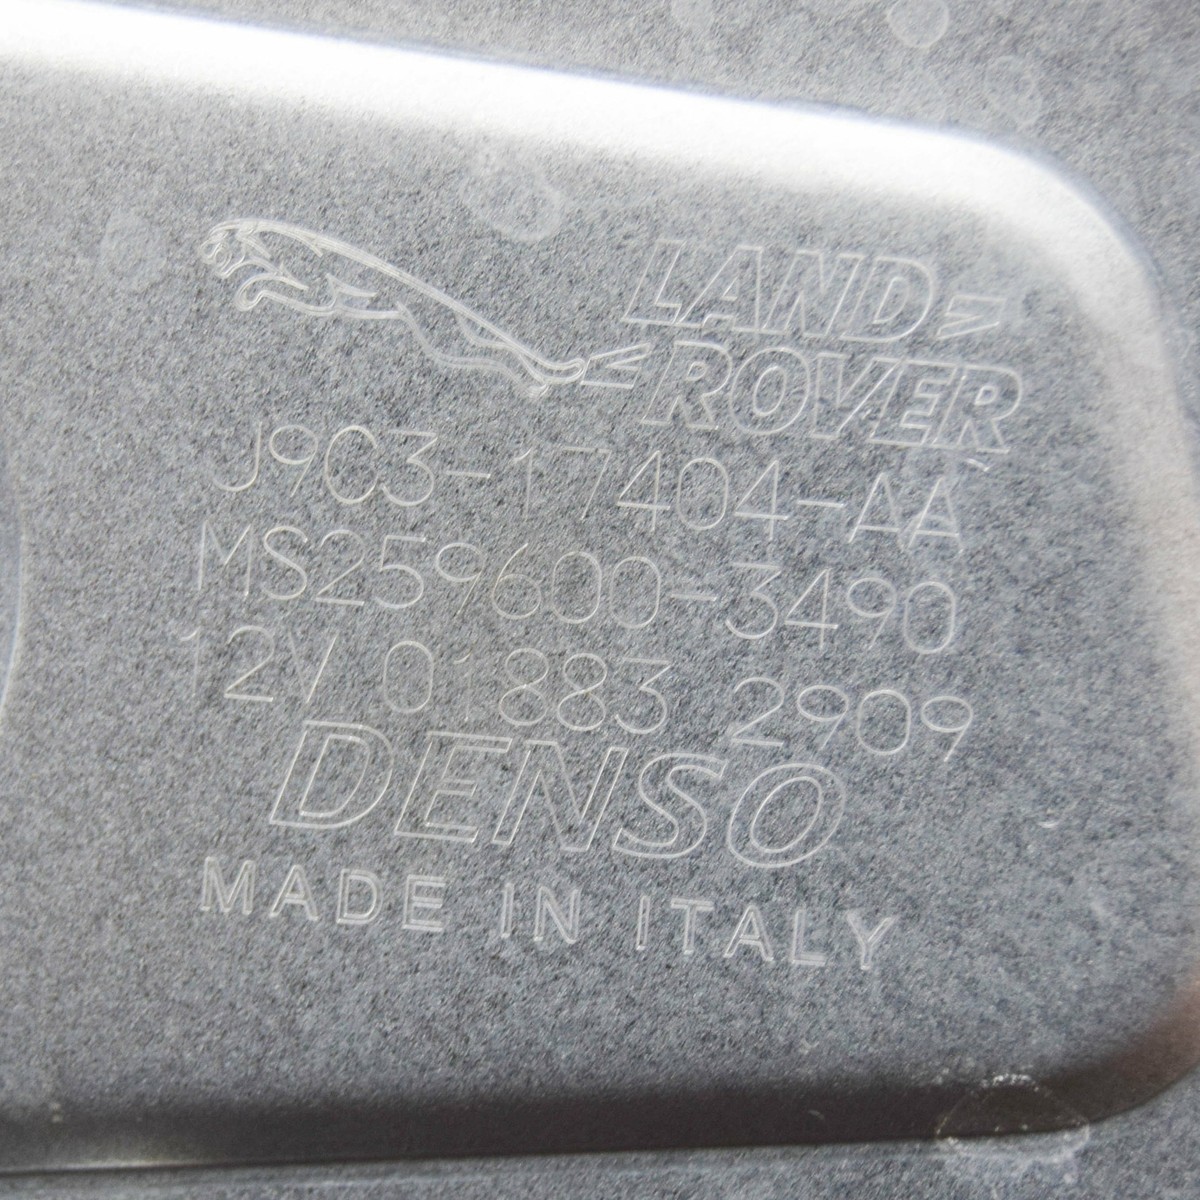 LAND
ROVER
J9C3-17404-AA
MS259600-3490
12V 01883 2909
DENSO
MADE IN ITALY